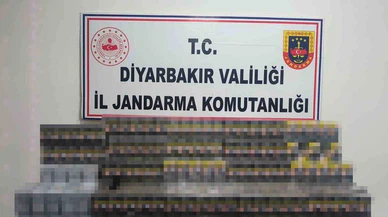 T.C.
DİYARBAKIR VALİLİĞİ
İL JANDARMA KOMUTANLIĞI